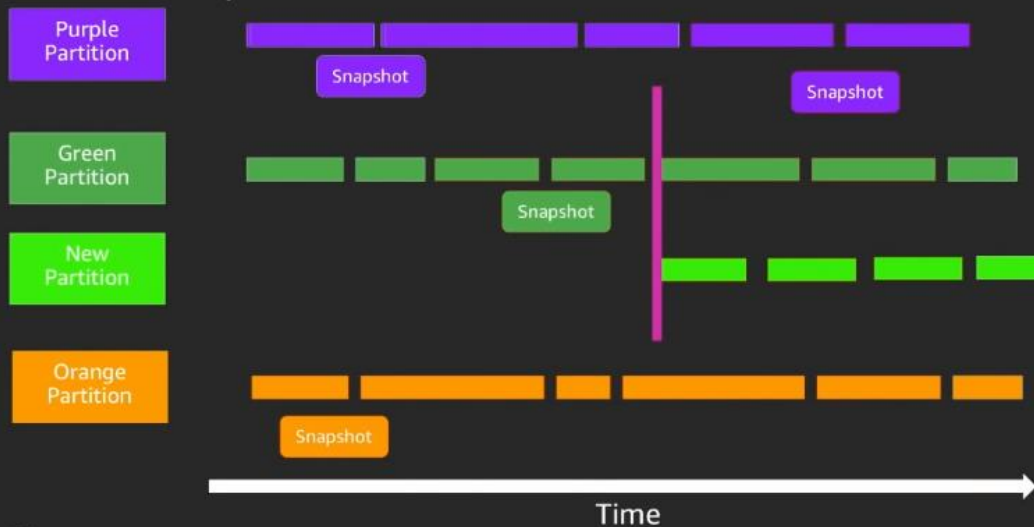 Purple
Partition
Snapshot
Snapshot
Green
Partition
Snapshot
New
Partition
Orange
Partition
Snapshot
Time